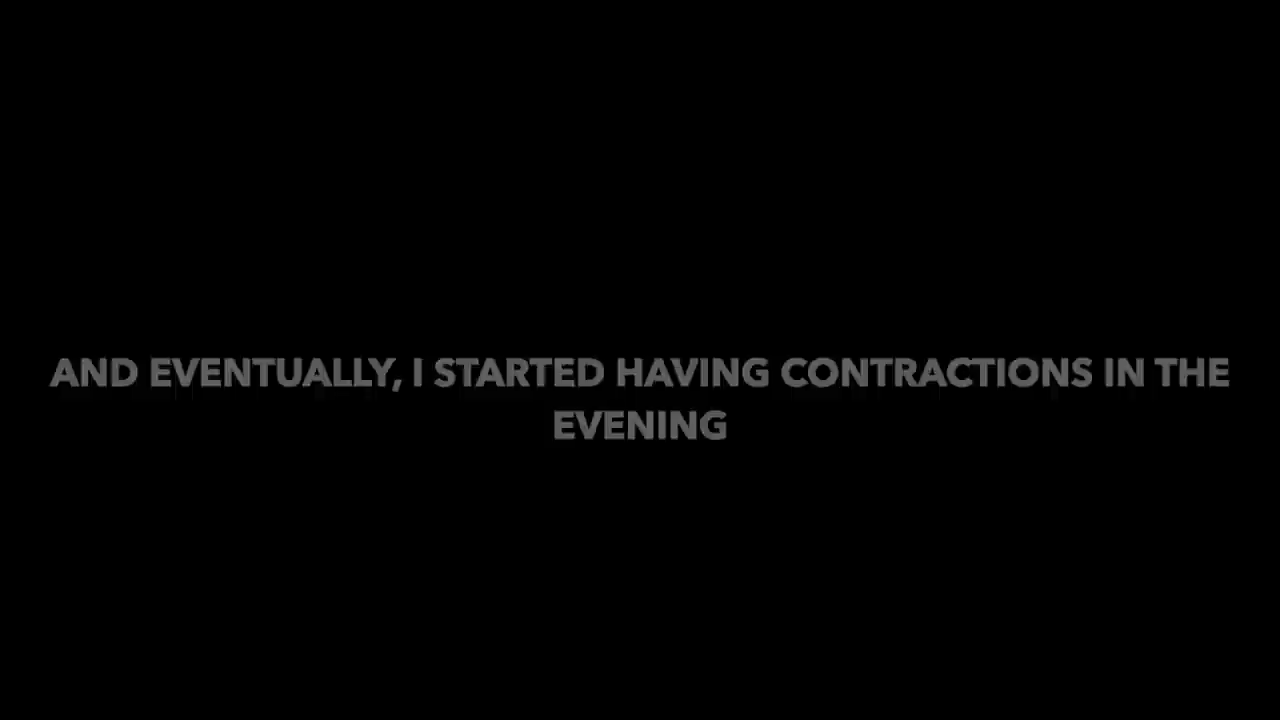 AND EVENTUALLY, I STARTED HAVING CONTRACTIONS IN THE
EVENING